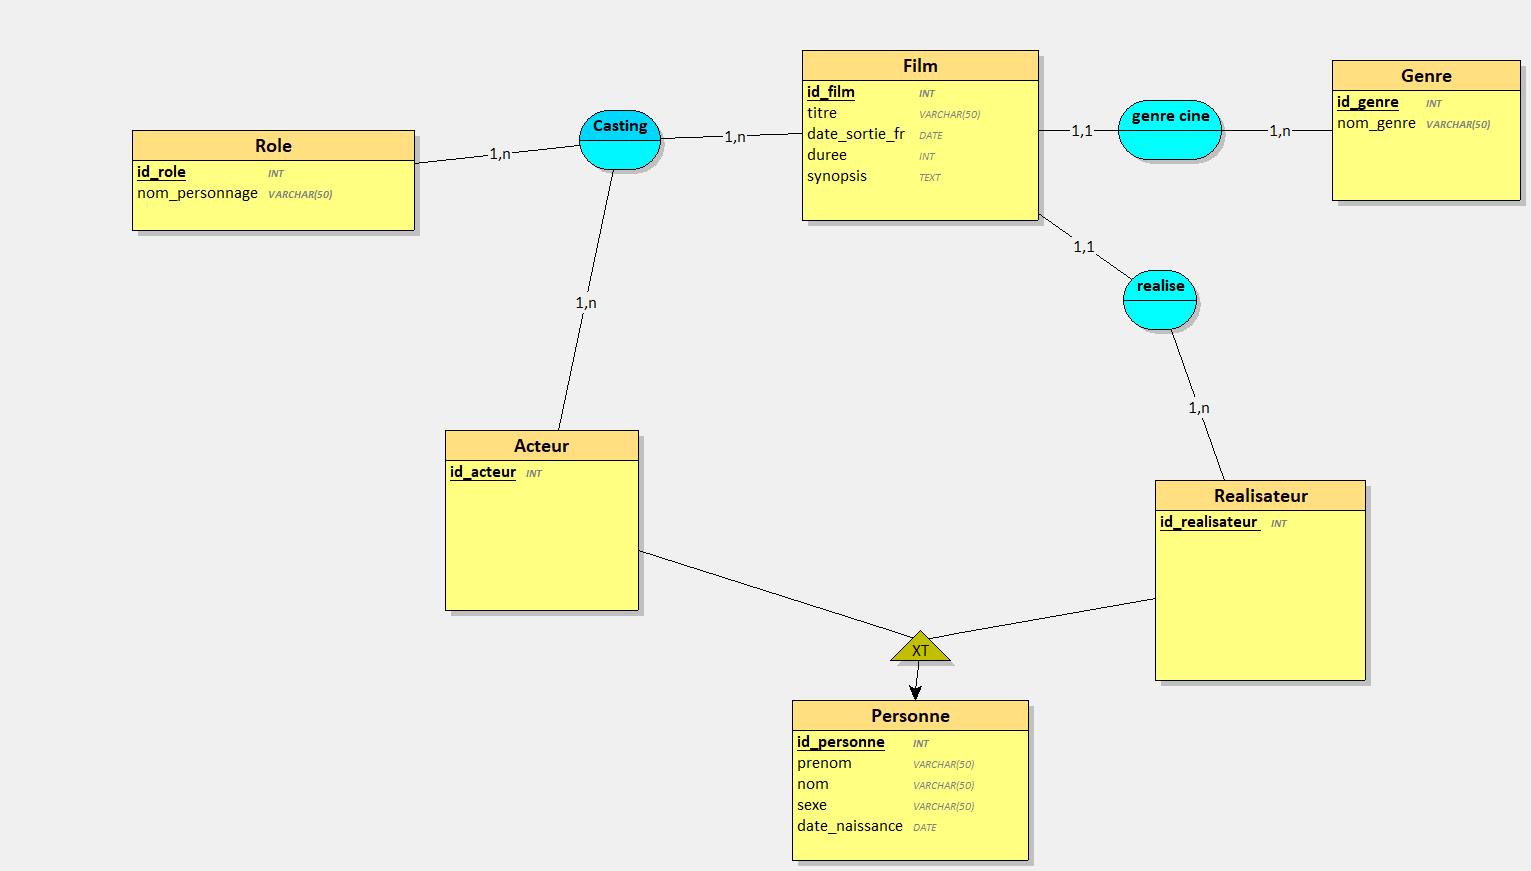 Role
id_role INT
nom_personnage VARCHAR(50)
1,n
Casting
1,n
Film
id_film INT
titre VARCHAR(50)
date_sortie_fr DATE
duree INT
synopsis TEXT
1,1
genre cine
1,n
Genre
id_genre INT
nom_genre VARCHAR(50)
1,1
realise
1,n
1,n
Acteur
id_acteur INT
Realisateur
id_realisateur INT
XT
Personne
id_personne INT
prenom VARCHAR(50)
nom VARCHAR(50)
sexe VARCHAR(50)
date_naissance DATE